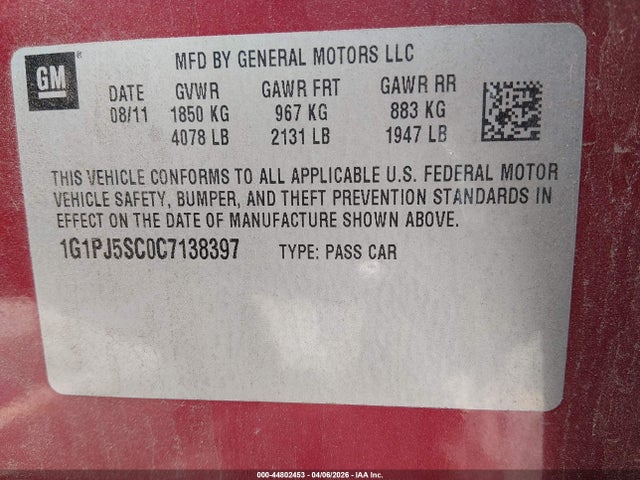 GM
MFD BY GENERAL MOTORS LLC
DATE GVWR GAWR FRT GAWR RR
08/11 1850 KG 967 KG 883 KG
4078 LB 2131 LB 1947 LB
THIS VEHICLE CONFORMS TO ALL APPLICABLE U.S. FEDERAL MOTOR
VEHICLE SAFETY, BUMPER, AND THEFT PREVENTION STANDARDS IN
EFFECT ON THE DATE OF MANUFACTURE SHOWN ABOVE.
1G1PJ5SC0C7138397 TYPE: PASS CAR
000-44802453 - 04/06/2026 - IAA Inc.